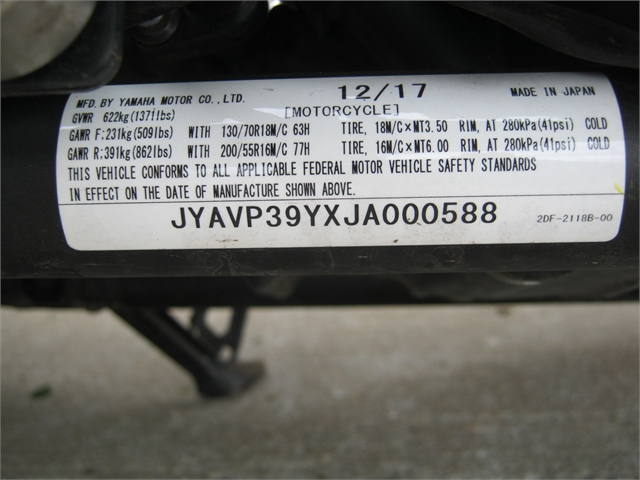 MFD. BY YAMAHA MOTOR CO., LTD. 12/17 MADE IN JAPAN
GVWR 622kg(1371lbs) [MOTORCYCLE]
GAWR F: 231kg(509lbs) WITH 130/70R18M/C 63H TIRE, 18M/C×MT3.50 RIM, AT 280kPa(41psi) COLD
GAWR R: 391kg(862lbs) WITH 200/55R16M/C 77H TIRE, 16M/C×MT6.00 RIM, AT 280kPa(41psi) COLD
THIS VEHICLE CONFORMS TO ALL APPLICABLE FEDERAL MOTOR VEHICLE SAFETY STANDARDS
IN EFFECT ON THE DATE OF MANUFACTURE SHOWN ABOVE.
JYAVP39YXJA000588 2DF-2118B-00